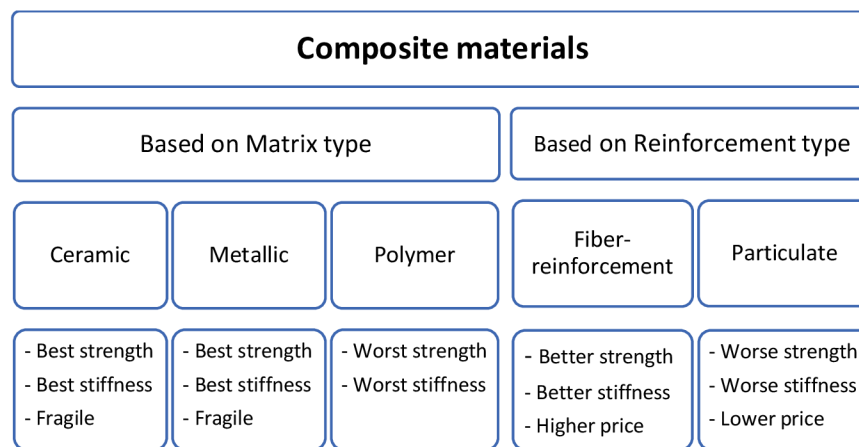 Composite materials
Based on Matrix type
Based on Reinforcement type
Ceramic
Metallic
Polymer
Fiber-
reinforcement
Particulate
- Best strength
- Best stiffness
- Fragile
- Best strength
- Best stiffness
- Fragile
- Worst strength
- Worst stiffness
- Better strength
- Better stiffness
- Higher price
- Worse strength
- Worse stiffness
- Lower price